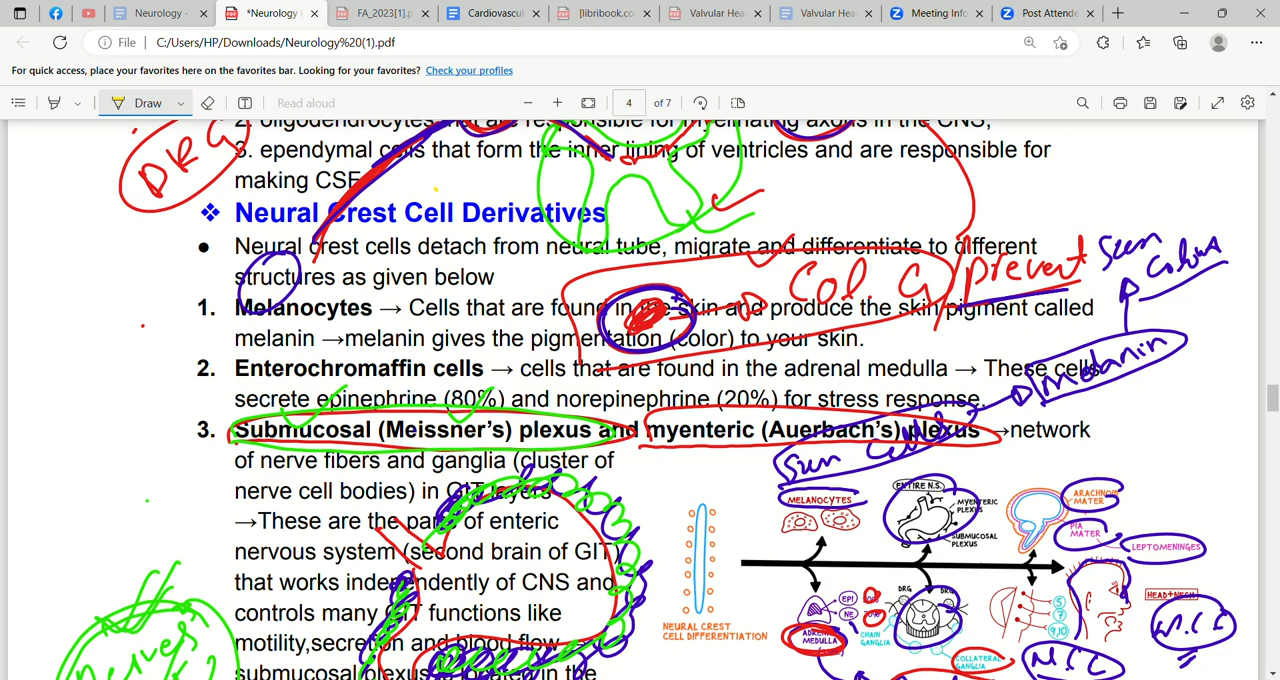 Neurology -
*Neurology (
FA_2023[1].p
Cardiovascu
[libribook.co
Valvular Hea
Valvular Hea
Meeting Info
Post Attende
File
C:/Users/HP/Downloads/Neurology%20(1).pdf
For quick access, place your favorites here on the favorites bar. Looking for your favorites? Check your profiles
Draw
Read aloud
4
of 7
2. oligodendrocytes that are responsible for myelinating axons in the CNS,
3. ependymal cells that form the inner lining of ventricles and are responsible for
making CSF
DRG
❖ Neural Crest Cell Derivatives
● Neural crest cells detach from neural tube, migrate and differentiate to different
structures as given below
Col. G
prevent
1. Melanocytes → Cells that are found in the skin and produce the skin pigment called
melanin →melanin gives the pigmentation (color) to your skin.
Melanin
2. Enterochromaffin cells → cells that are found in the adrenal medulla → These cells
secrete epinephrine (80%) and norepinephrine (20%) for stress response.
3. Submucosal (Meissner's) plexus and myenteric (Auerbach's) plexus →network
of nerve fibers and ganglia (cluster of
nerve cell bodies) in GIT layers
→These are the parts of enteric
nervous system (second brain of GIT)
that works independently of CNS and
controls many GIT functions like
motility,secretion and blood flow →
submucosal plexus is located in the
Nerves
MELANOCYTES
ENTIRE N.S.
MYENTERIC
PLEXUS
SUBMUCOSAL
PLEXUS
ARACHNOID
MATER
PIA
MATER
LEPTOMENINGES
NEURAL CREST
CELL DIFFERENTIATION
EPI
NE
ADRENAL
MEDULLA
CHAIN
GANGLIA
DRG
DRG
COLLATERAL
GANGLIA
5
7
9,10
HEAD+NECK
N.C.C
N.C.C